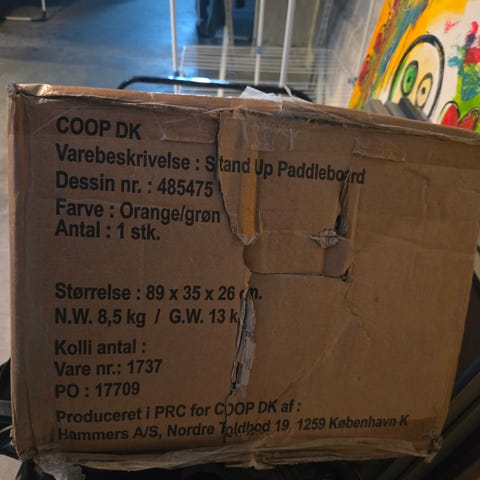 COOP DK
Varebeskrivelse : Stand Up Paddleboard
Dessin nr. : 485475
Farve : Orange/grøn
Antal : 1 stk.
Størrelse : 89 x 35 x 26 cm.
N.W. 8,5 kg / G.W. 13 k
Kolli antal :
Vare nr.: 1737
PO : 17709
Produceret i PRC for COOP DK af :
Hammers A/S, Nordre Toldbod 19, 1259 København K